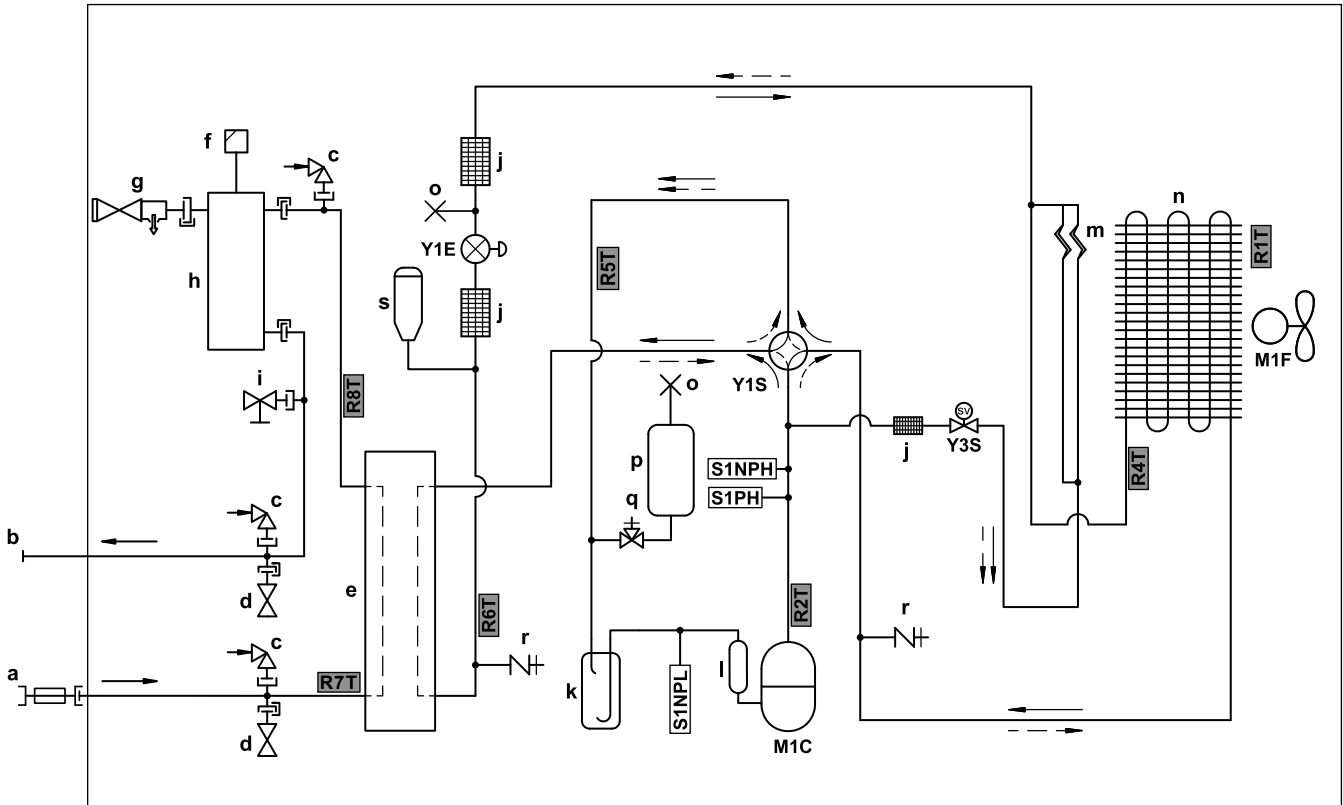 f
c
j
n
g
o
m
R1T
Y1E
R5T
h
s
j
M1F
i
R8T
o
Y1S
SV
Y3S
j
c
p
S1NPH
R4T
q
S1PH
b
e
d
R6T
R2T
r
r
c
l
a
R7T
k
S1NPL
d
M1C